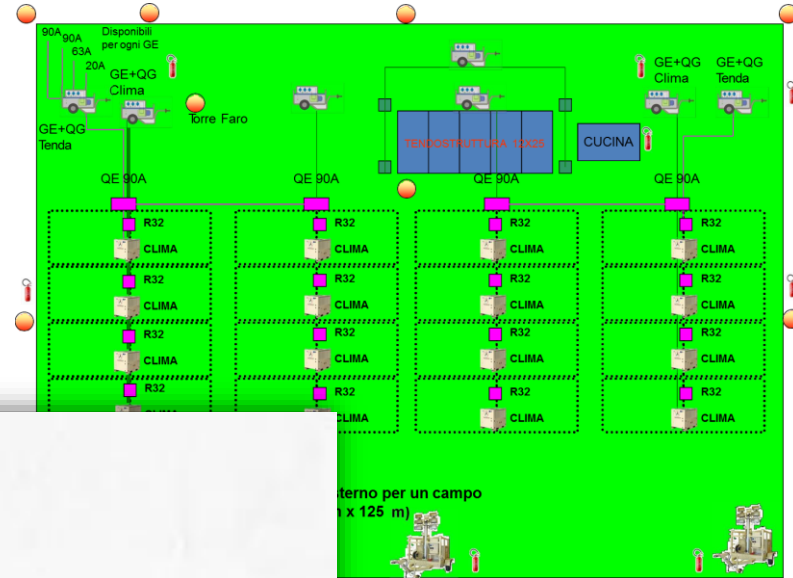 90A
90A
63A
20A
Disponibili
per ogni GE
GE+QG
Clima
GE+QG
Tenda
Torre Faro
TENDOSTRUTTURA 12X25
CUCINA
GE+QG
Clima
GE+QG
Tenda
QE 90A
QE 90A
QE 90A
QE 90A
R32
R32
R32
R32
CLIMA
CLIMA
CLIMA
CLIMA
R32
R32
R32
R32
CLIMA
CLIMA
CLIMA
CLIMA
R32
R32
R32
R32
CLIMA
CLIMA
CLIMA
CLIMA
R32
R32
R32
R32
CLIMA
CLIMA
CLIMA
sterno per un campo
x 125 m)